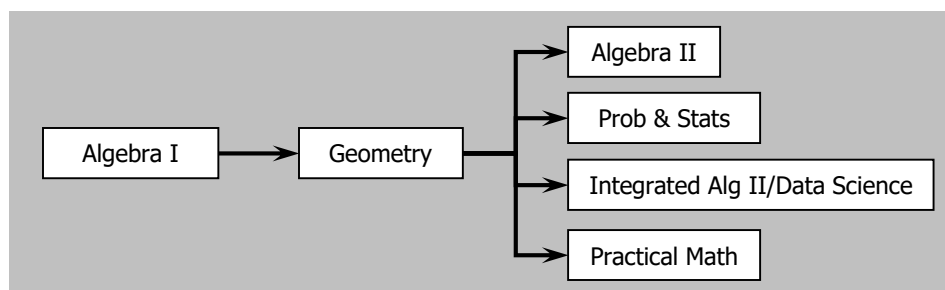 Algebra I
Geometry
Algebra II
Prob & Stats
Integrated Alg II/Data Science
Practical Math